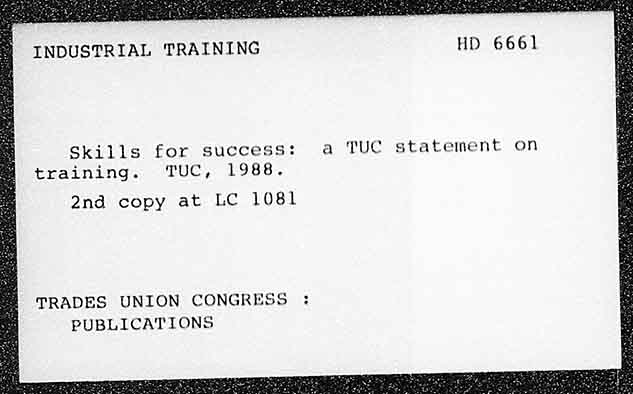 INDUSTRIAL TRAINING HD 6661
Skills for success: a TUC statement on
training. TUC, 1988.
2nd copy at LC 1081
TRADES UNION CONGRESS :
PUBLICATIONS